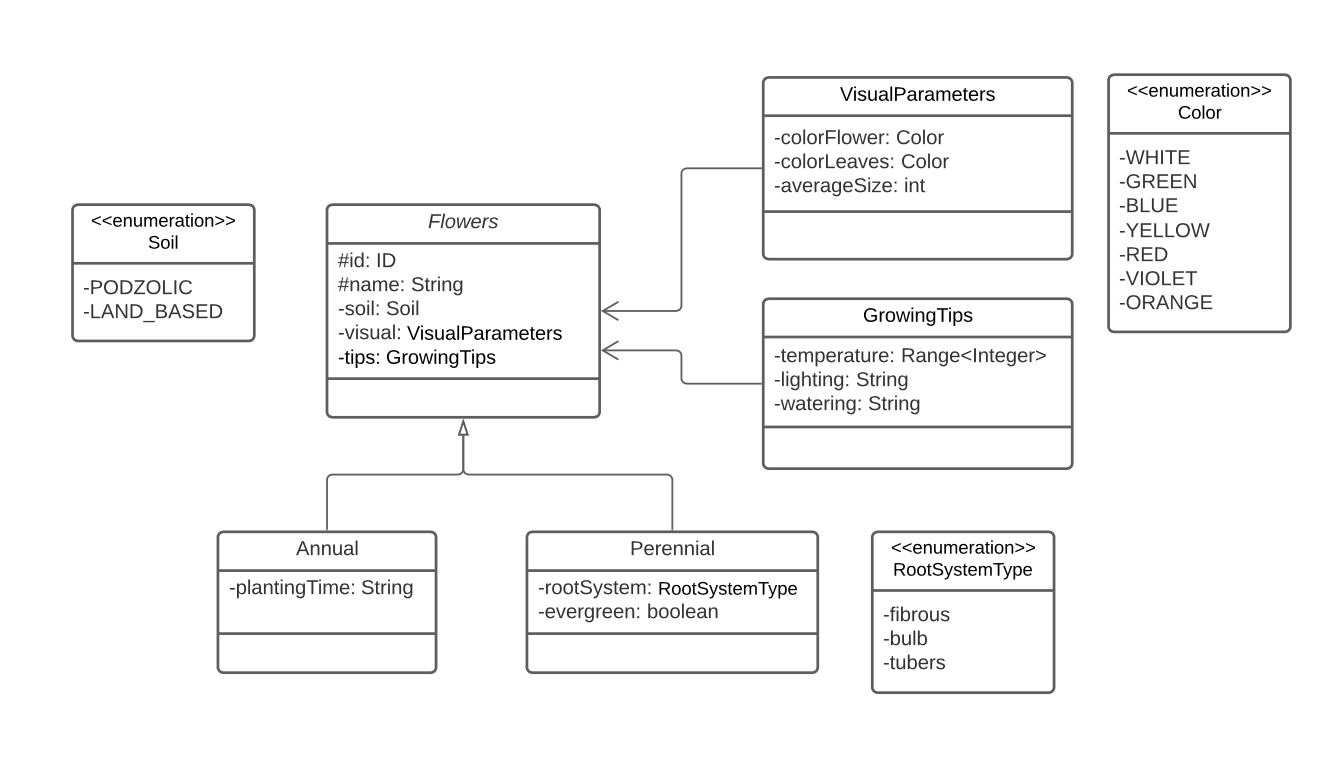 <<enumeration>>
Soil
-PODZOLIC
-LAND_BASED
Flowers
#id: ID
#name: String
-soil: Soil
-visual: VisualParameters
-tips: GrowingTips
VisualParameters
-colorFlower: Color
-colorLeaves: Color
-averageSize: int
<<enumeration>>
Color
-WHITE
-GREEN
-BLUE
-YELLOW
-RED
-VIOLET
-ORANGE
GrowingTips
-temperature: Range<Integer>
-lighting: String
-watering: String
Annual
-plantingTime: String
Perennial
-rootSystem: RootSystemType
-evergreen: boolean
<<enumeration>>
RootSystemType
-fibrous
-bulb
-tubers